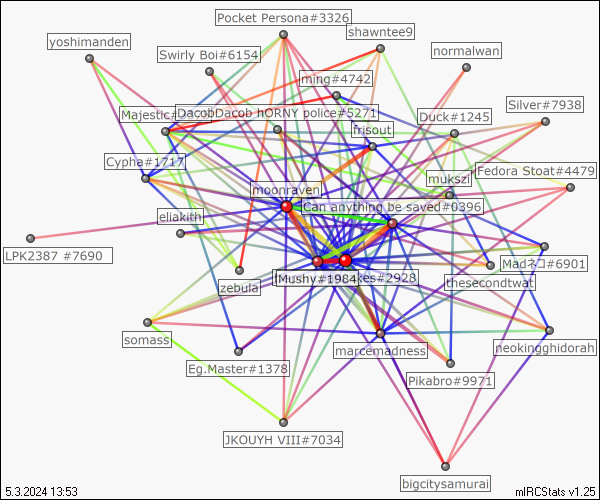 Pocket Persona#3326
shawntee9
yoshimanden
Swirly Boi#6154
normalwan
ming#4742
Silver#7938
Majestic#
DacobDacob hORNY police#5271
Duck#1245
frisout
Cypha#1717
mukszi
Fedora Stoat#4479
moonraven
Can anything be saved#0396
eliakith
LPK2387 #7690
Mad#6901
Mushy#1984
kes#2928
zebula
thesecondtwat
somass
marcemadness
neokingghidorah
Eg.Master#1378
Pikabro#9971
JKOUYH VIII#7034
bigcitysamurai
5.3.2024 13:53
mIRCStats v1.25